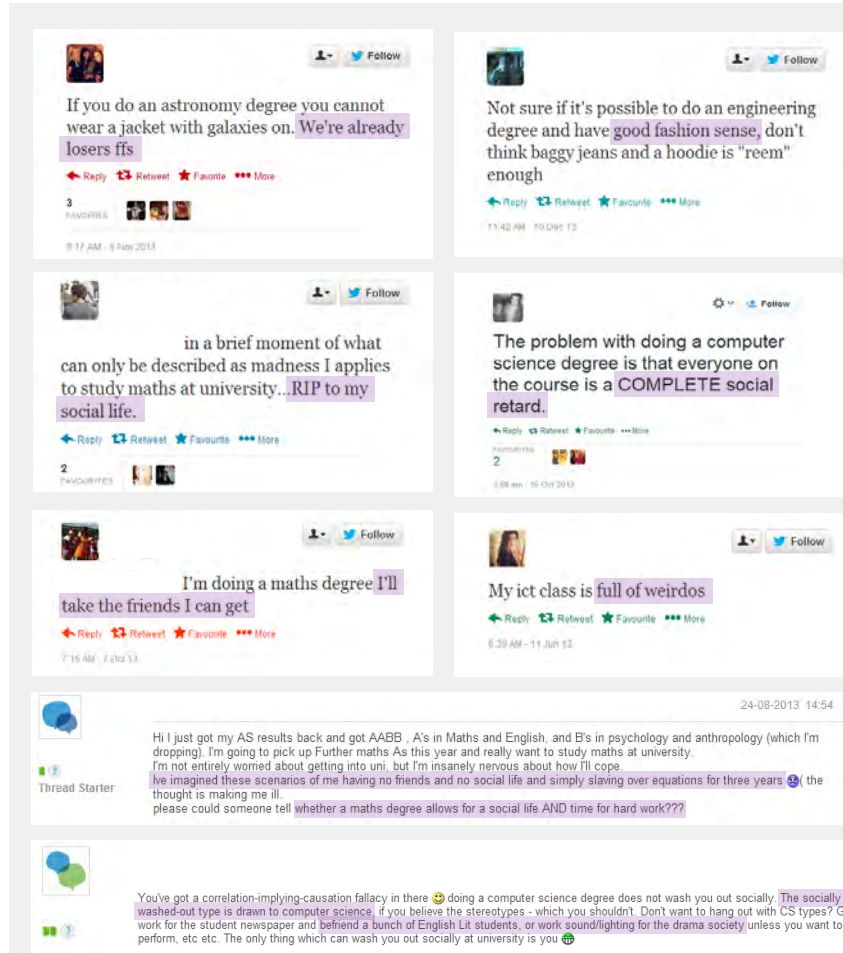 Follow
If you do an astronomy degree you cannot
wear a jacket with galaxies on. We're already
losers ffs
Reply Retweet Favorite More
3
FAVORITES
9:17 AM - 6 Nov 2013
Follow
Not sure if it's possible to do an engineering
degree and have good fashion sense, don't
think baggy jeans and a hoodie is "reem"
enough
Reply Retweet Favourite More
11:42 AM 10 Dec 13
Follow
in a brief moment of what
can only be described as madness I applies
to study maths at university...RIP to my
social life.
Reply Retweet Favourite More
2
FAVOURITES
Follow
The problem with doing a computer
science degree is that everyone on
the course is a COMPLETE social
retard.
Reply Retweet Favourite More
FAVOURITES
2
Oct 2013
Follow
I'm doing a maths degree I'll
take the friends I can get
Reply Retweet Favourite More
7:16 AM - 7 Oct 13
Follow
My ict class is full of weirdos
Reply Retweet Favourite More
6:39 AM - 11 Jun 13
24-08-2013 14:54
Hi I just got my AS results back and got AABB , A's in Maths and English, and B's in psychology and anthropology (which I'm
dropping). I'm going to pick up Further maths As this year and really want to study maths at university.
I'm not entirely worried about getting into uni, but I'm insanely nervous about how I'll cope.
Ive imagined these scenarios of me having no friends and no social life and simply slaving over equations for three years ( the
thought is making me ill.
please could someone tell whether a maths degree allows for a social life AND time for hard work???
Thread Starter
You've got a correlation-implying-causation fallacy in there doing a computer science degree does not wash you out socially. The socially
washed-out type is drawn to computer science, if you believe the stereotypes - which you shouldn't. Don't want to hang out with CS types? G
work for the student newspaper and befriend a bunch of English Lit students, or work sound/lighting for the drama society unless you want to
perform, etc etc. The only thing which can wash you out socially at university is you